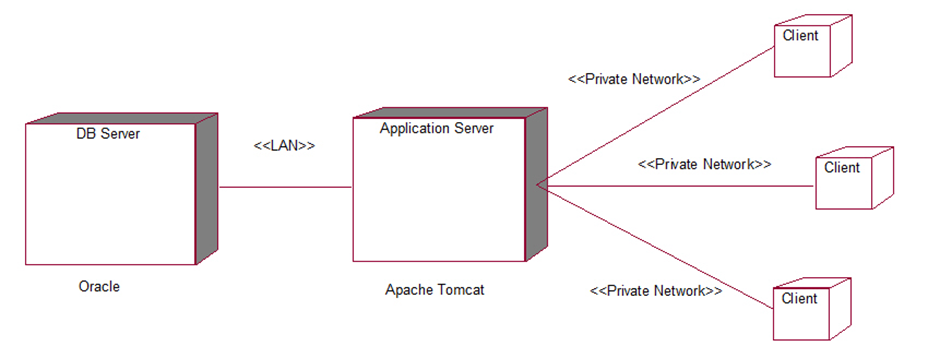 Client
<<Private Network>>
DB Server
<<LAN>>
Application Server
<<Private Network>>
Client
Oracle
Apache Tomcat
<<Private Network>>
Client